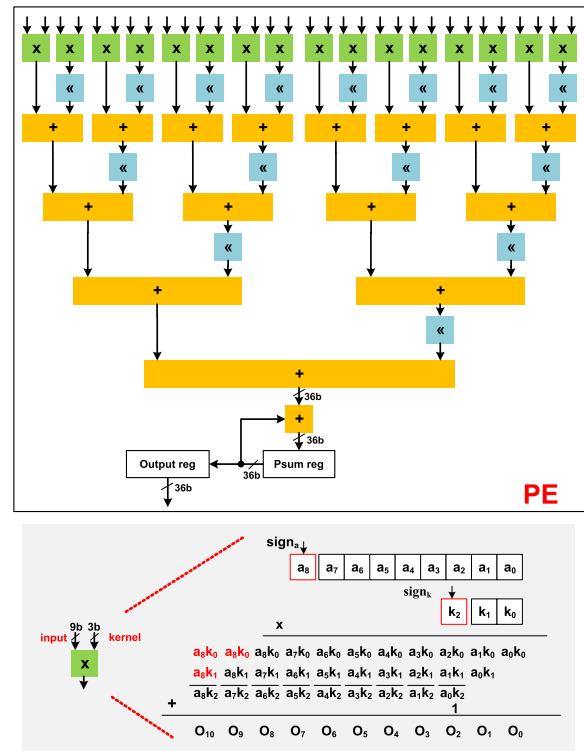 x x x x x x x x x x x x x x x x
« « « « « « « «
+ + + + + + + +
« « « «
+ + + +
« «
+ +
«
+
36b
+
36b
Output reg 36b Psum reg
36b
PE
signₐ
a₈ a₇ a₆ a₅ a₄ a₃ a₂ a₁ a₀
signₖ
k₂ k₁ k₀
x
9b 3b
input kernel
x
a₈k₀ a₈k₀ a₈k₀ a₇k₀ a₆k₀ a₅k₀ a₄k₀ a₃k₀ a₂k₀ a₁k₀ a₀k₀
a₈k₁ a₈k₁ a₇k₁ a₆k₁ a₅k₁ a₄k₁ a₃k₁ a₂k₁ a₁k₁ a₀k₁
a₈k₂ a₇k₂ a₆k₂ a₅k₂ a₄k₂ a₃k₂ a₂k₂ a₁k₂ a₀k₂
+ 1
O₁₀ O₉ O₈ O₇ O₆ O₅ O₄ O₃ O₂ O₁ O₀